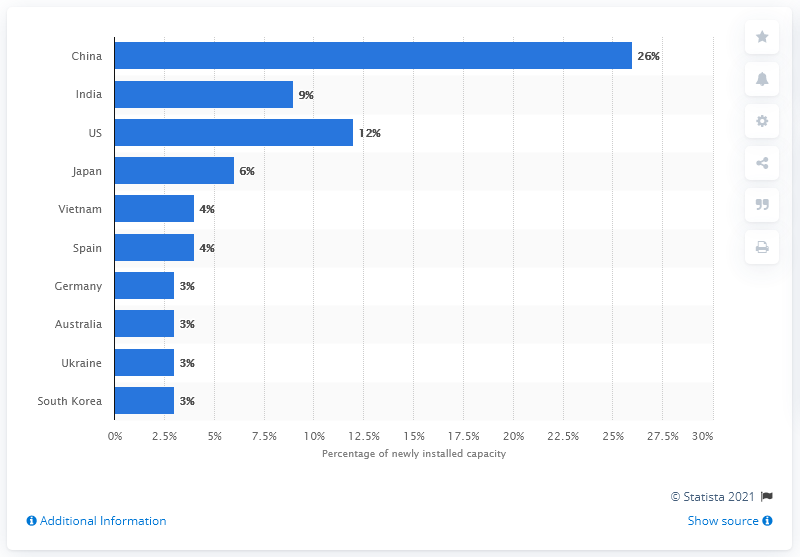 China 26%
India 9%
US 12%
Japan 6%
Vietnam 4%
Spain 4%
Germany 3%
Australia 3%
Ukraine 3%
South Korea 3%
0% 2.5% 5% 7.5% 10% 12.5% 15% 17.5% 20% 22.5% 25% 27.5% 30%
Percentage of newly installed capacity
© Statista 2021
Additional Information Show source